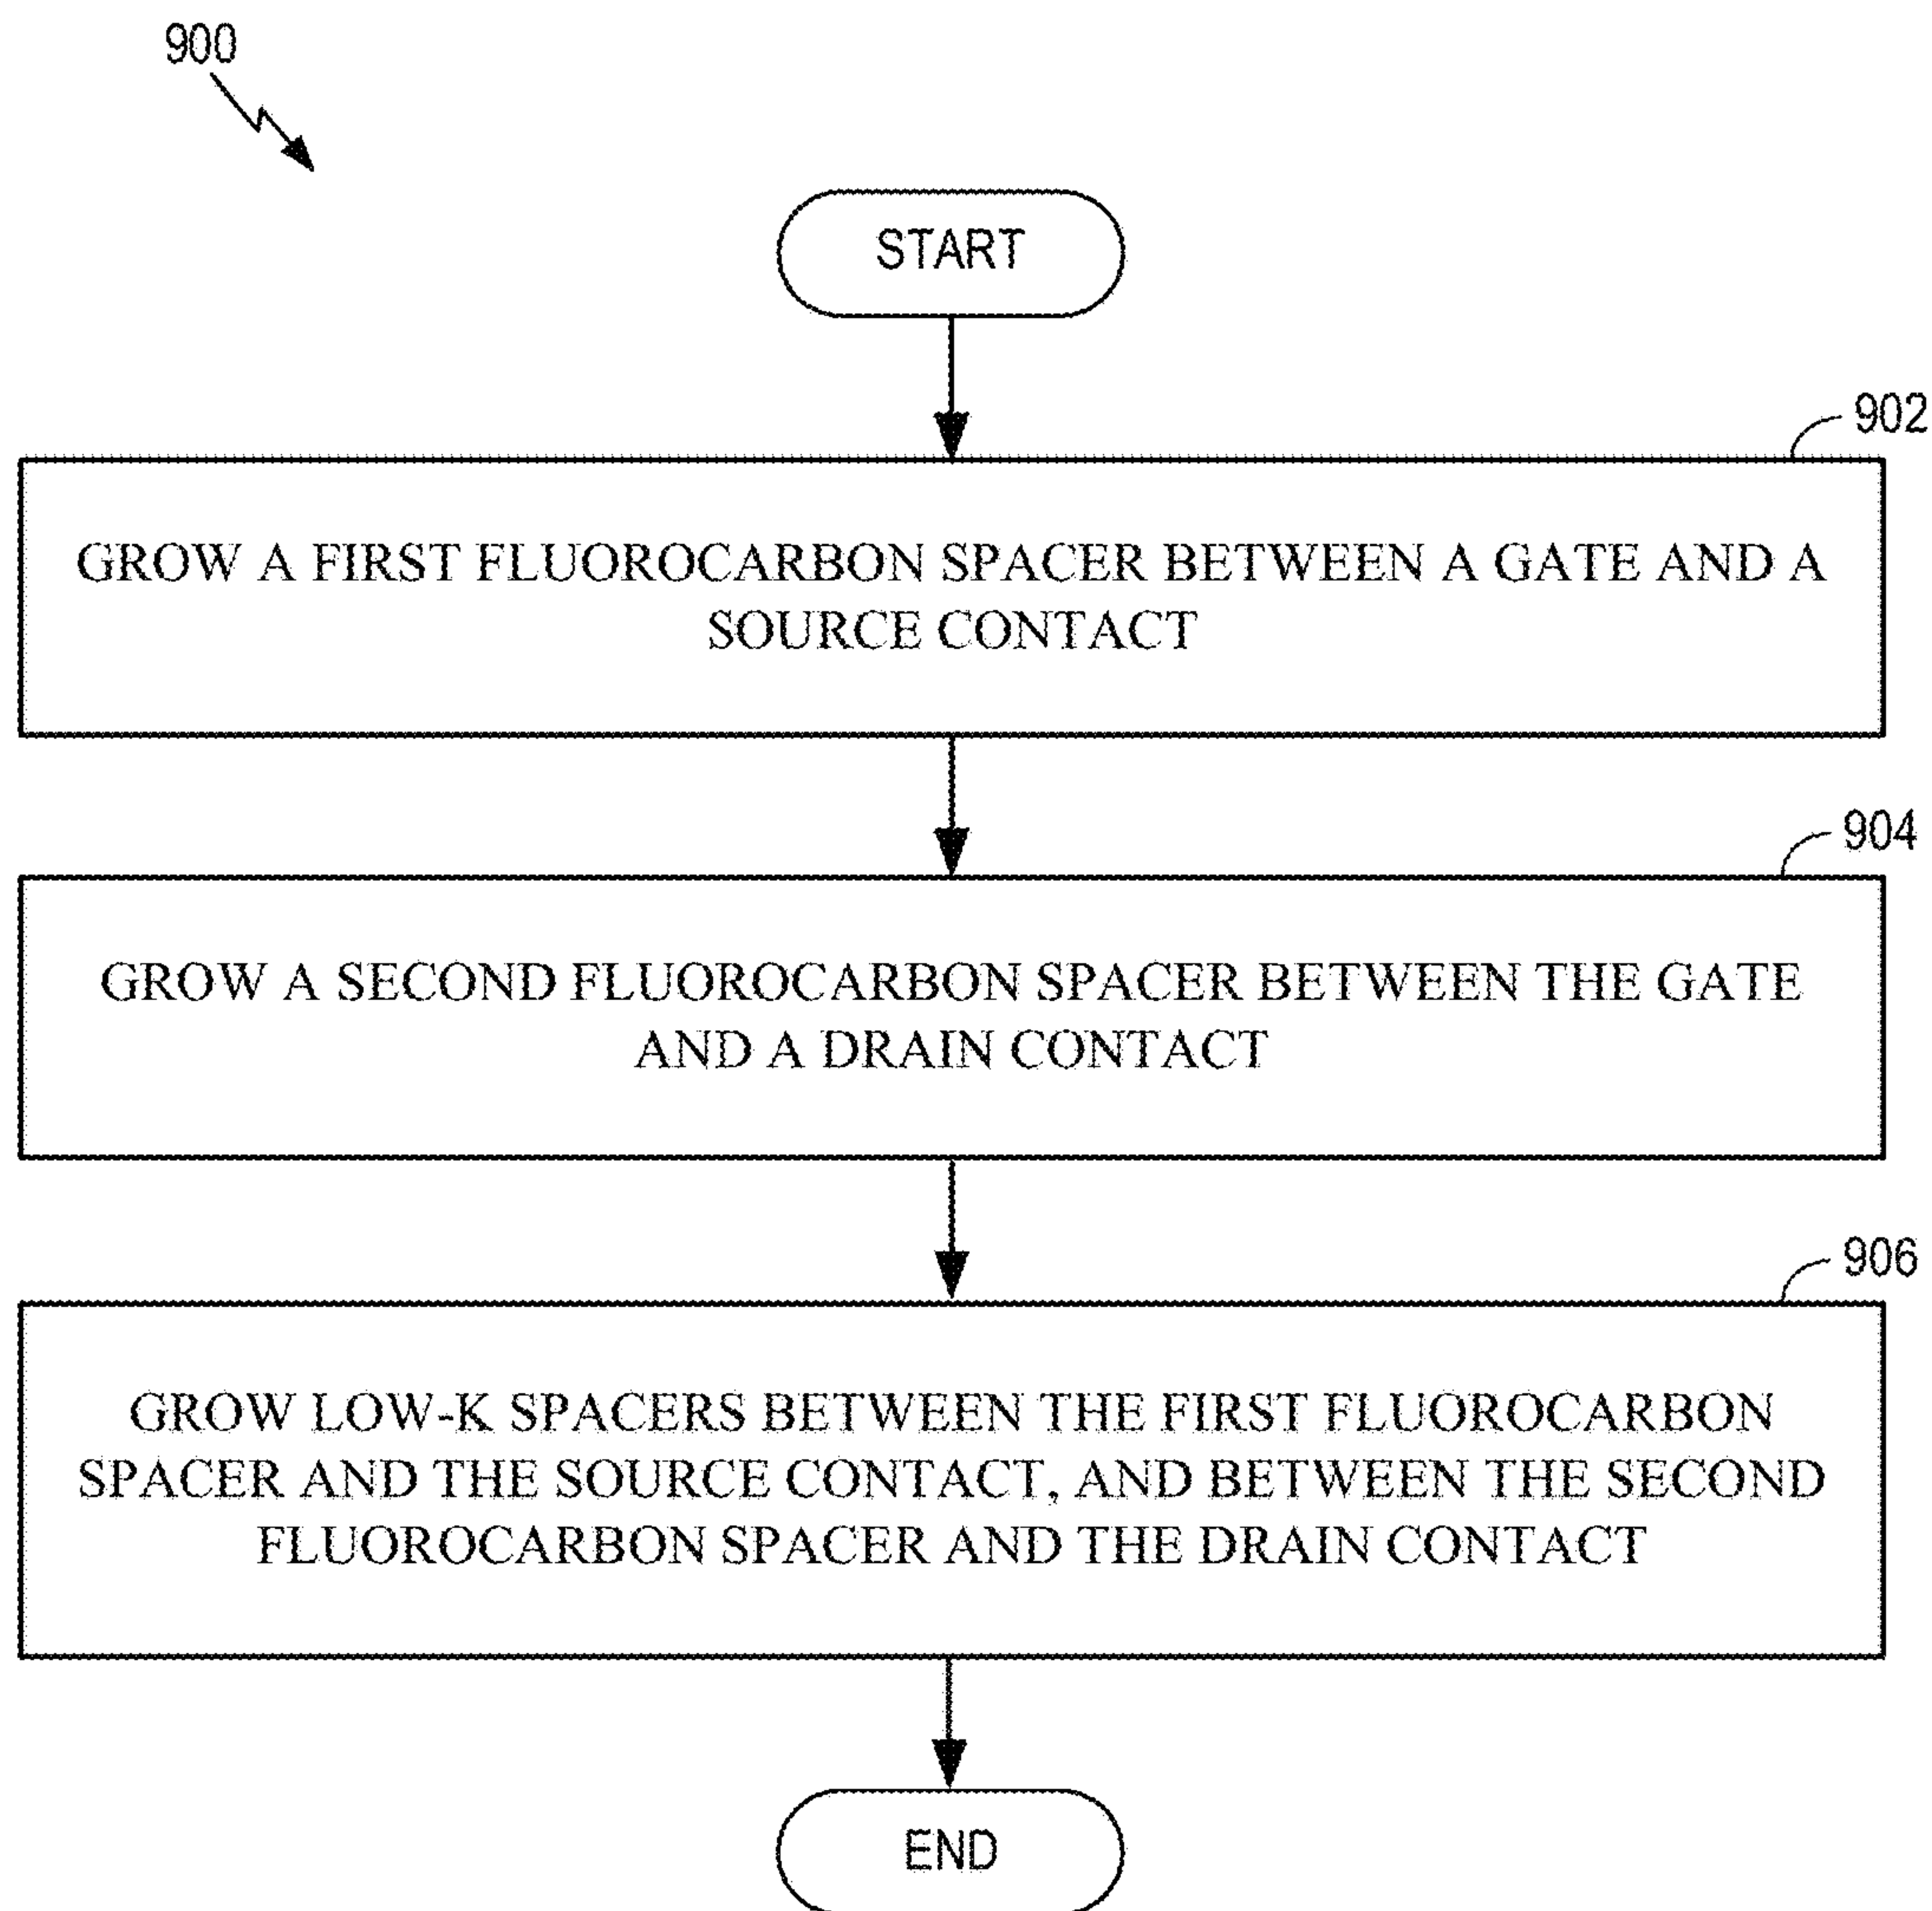 900
START
902
GROW A FIRST FLUOROCARBON SPACER BETWEEN A GATE AND A
SOURCE CONTACT
904
GROW A SECOND FLUOROCARBON SPACER BETWEEN THE GATE
AND A DRAIN CONTACT
906
GROW LOW-K SPACERS BETWEEN THE FIRST FLUOROCARBON
SPACER AND THE SOURCE CONTACT, AND BETWEEN THE SECOND
FLUOROCARBON SPACER AND THE DRAIN CONTACT
END